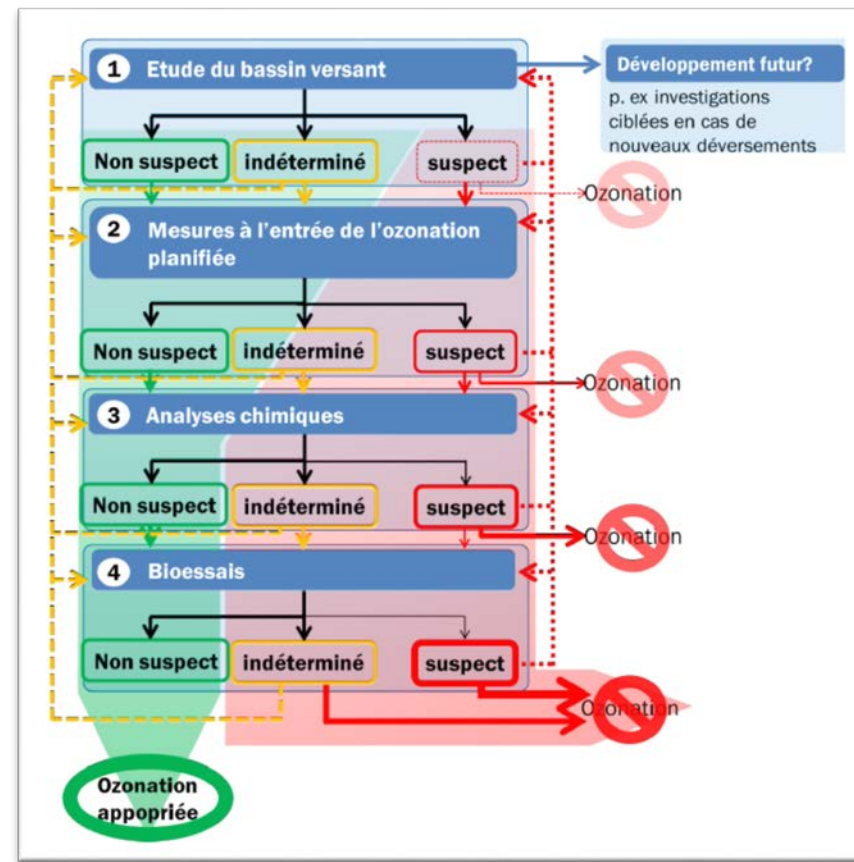 1 Etude du bassin versant
Développement futur?
p. ex investigations
ciblées en cas de
nouveaux déversements
Non suspect indéterminé suspect
Ozonation
2 Mesures à l'entrée de l'ozonation
planifiée
Non suspect indéterminé suspect
Ozonation
3 Analyses chimiques
Non suspect indéterminé suspect
Ozonation
4 Bioessais
Non suspect indéterminé suspect
Ozonation
Ozonation
appopriée